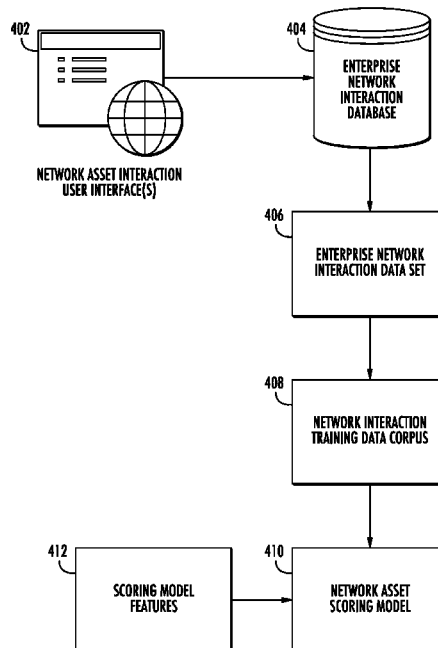 402
404
ENTERPRISE
NETWORK
INTERACTION
DATABASE
NETWORK ASSET INTERACTION
USER INTERFACE(S)
406
ENTERPRISE NETWORK
INTERACTION DATA SET
408
NETWORK INTERACTION
TRAINING DATA CORPUS
412
SCORING MODEL
FEATURES
410
NETWORK ASSET
SCORING MODEL